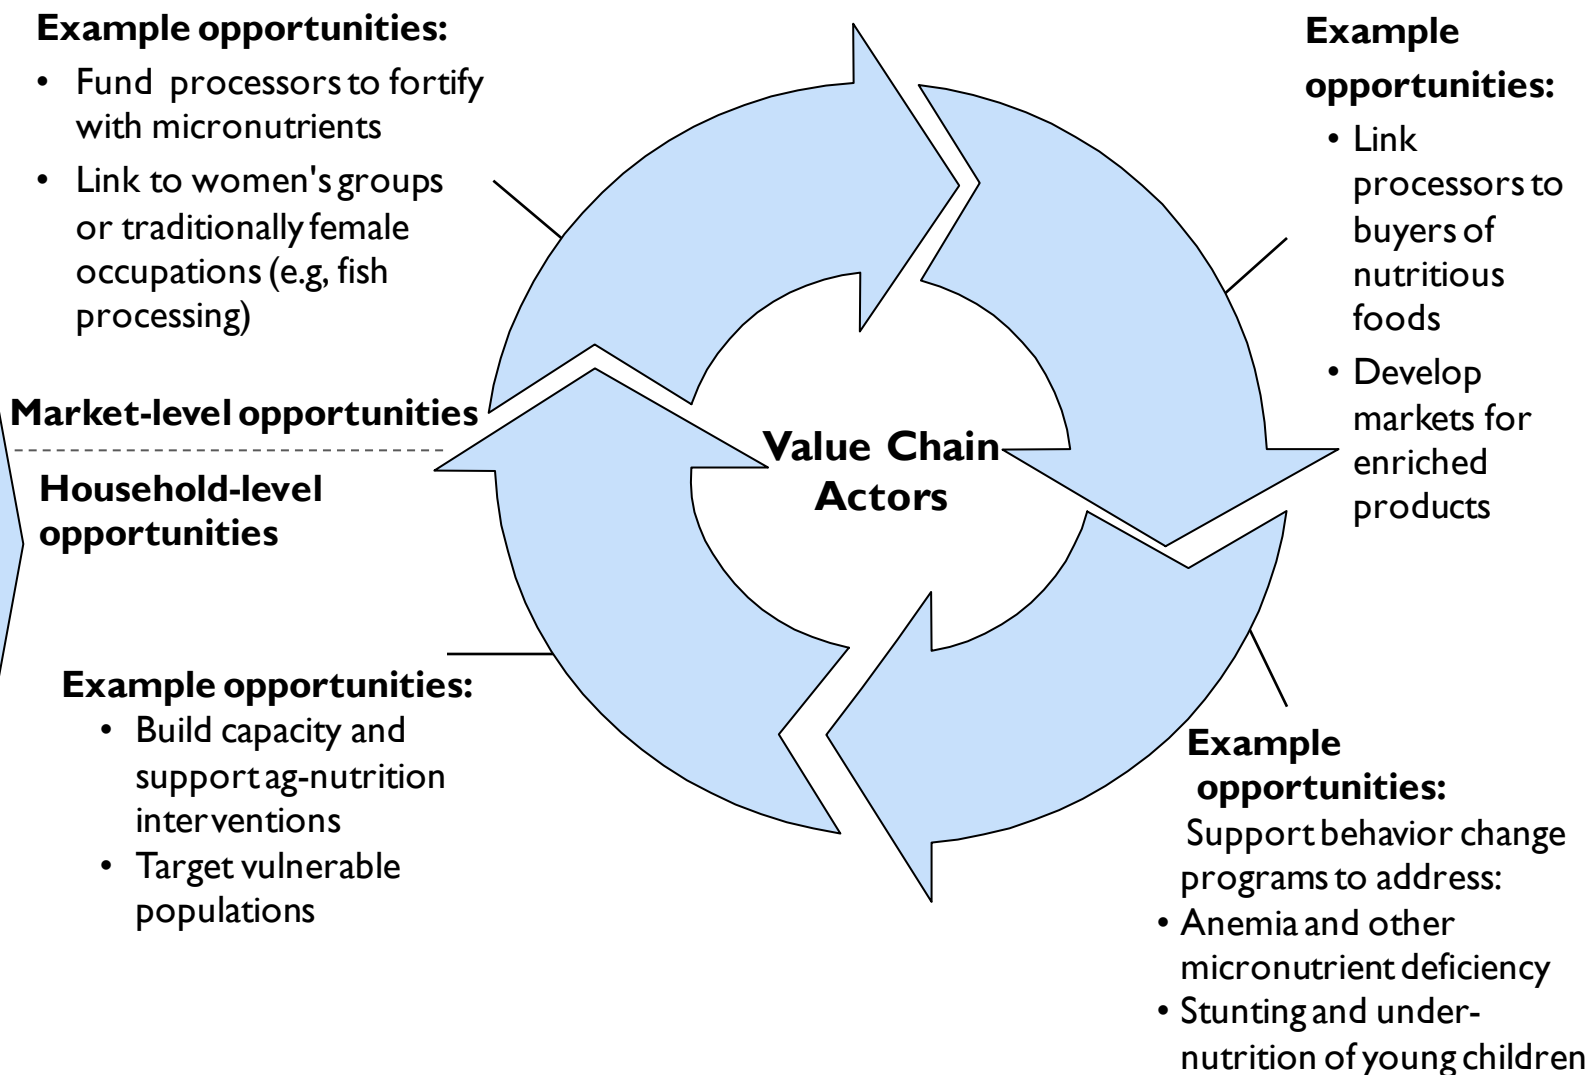 Example opportunities:
• Fund processors to fortify
with micronutrients
• Link to women's groups
or traditionally female
occupations (e.g, fish
processing)
Example
opportunities:
• Link
processors to
buyers of
nutritious
foods
• Develop
markets for
enriched
products
Market-level opportunities
Household-level
opportunities
Value Chain
Actors
Example opportunities:
• Build capacity and
support ag-nutrition
interventions
• Target vulnerable
populations
Example
opportunities:
Support behavior change
programs to address:
• Anemia and other
micronutrient deficiency
• Stunting and under-
nutrition of young children